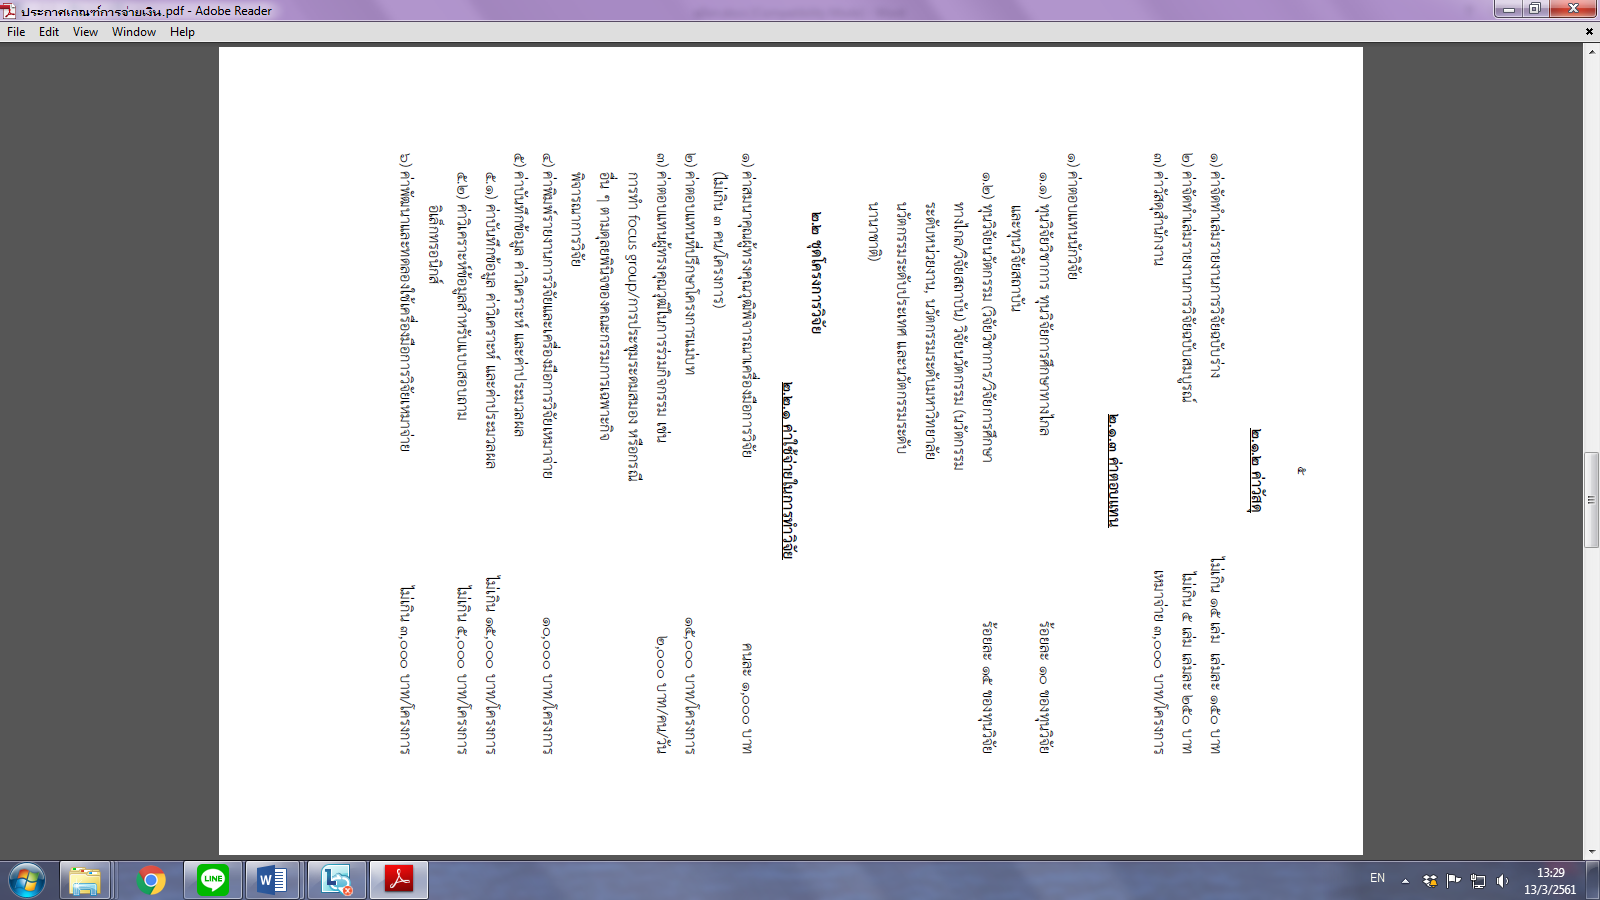 ประกาศเกณฑ์การจ่ายเงิน.pdf - Adobe Reader
File Edit View Window Help
๕
๒.๑.๒ ค่าวัสดุ
๑) ค่าจัดทำเล่มรายงานการวิจัยฉบับร่าง ไม่เกิน ๑๕ เล่ม เล่มละ ๑๕๐ บาท
๒) ค่าจัดทำเล่มรายงานการวิจัยฉบับสมบูรณ์ ไม่เกิน ๕ เล่ม เล่มละ ๒๕๐ บาท
๓) ค่าวัสดุสำนักงาน เหมาจ่าย ๓,๐๐๐ บาท/โครงการ
๒.๑.๓ ค่าตอบแทน
๑) ค่าตอบแทนนักวิจัย
๑.๑) ทุนวิจัยวิชาการ ทุนวิจัยการศึกษาทางไกล ร้อยละ ๑๐ ของทุนวิจัย
และทุนวิจัยสถาบัน
๑.๒) ทุนวิจัยนวัตกรรม (วิจัยวิชาการ/วิจัยการศึกษา ร้อยละ ๑๕ ของทุนวิจัย
ทางไกล/วิจัยสถาบัน) วิจัยนวัตกรรม (นวัตกรรม
ระดับหน่วยงาน, นวัตกรรมระดับมหาวิทยาลัย
นวัตกรรมระดับประเทศ และนวัตกรรมระดับ
นานาชาติ)
๒.๒ ชุดโครงการวิจัย
๒.๒.๑ ค่าใช้จ่ายในการทำวิจัย
๑) ค่าสมนาคุณผู้ทรงคุณวุฒิพิจารณาเครื่องมือการวิจัย คนละ ๑,๐๐๐ บาท
(ไม่เกิน ๓ คน/โครงการ)
๒) ค่าตอบแทนที่ปรึกษาโครงการแม่บท ๑๕,๐๐๐ บาท/โครงการ
๓) ค่าตอบแทนผู้ทรงคุณวุฒิในการร่วมกิจกรรม เช่น ๒,๐๐๐ บาท/คน/วัน
การทำ focus group/การประชุมระดมสมอง หรือกรณี
อื่น ๆ ตามดุลยพินิจของคณะกรรมการเฉพาะกิจ
พิจารณาการวิจัย
๔) ค่าพิมพ์รายงานการวิจัยและเครื่องมือการวิจัยเหมาจ่าย ๑๐,๐๐๐ บาท/โครงการ
๕) ค่าบันทึกข้อมูล ค่าวิเคราะห์ และค่าประมวลผล
๕.๑) ค่าบันทึกข้อมูล ค่าวิเคราะห์ และค่าประมวลผล ไม่เกิน ๑๕,๐๐๐ บาท/โครงการ
๕.๒) ค่าวิเคราะห์ข้อมูลสำหรับแบบสอบถาม ไม่เกิน ๕,๐๐๐ บาท/โครงการ
อิเล็กทรอนิกส์
๖) ค่าพัฒนาและทดลองใช้เครื่องมือการวิจัยเหมาจ่าย ไม่เกิน ๓,๐๐๐ บาท/โครงการ
LINE
EN
13:29
13/3/2561